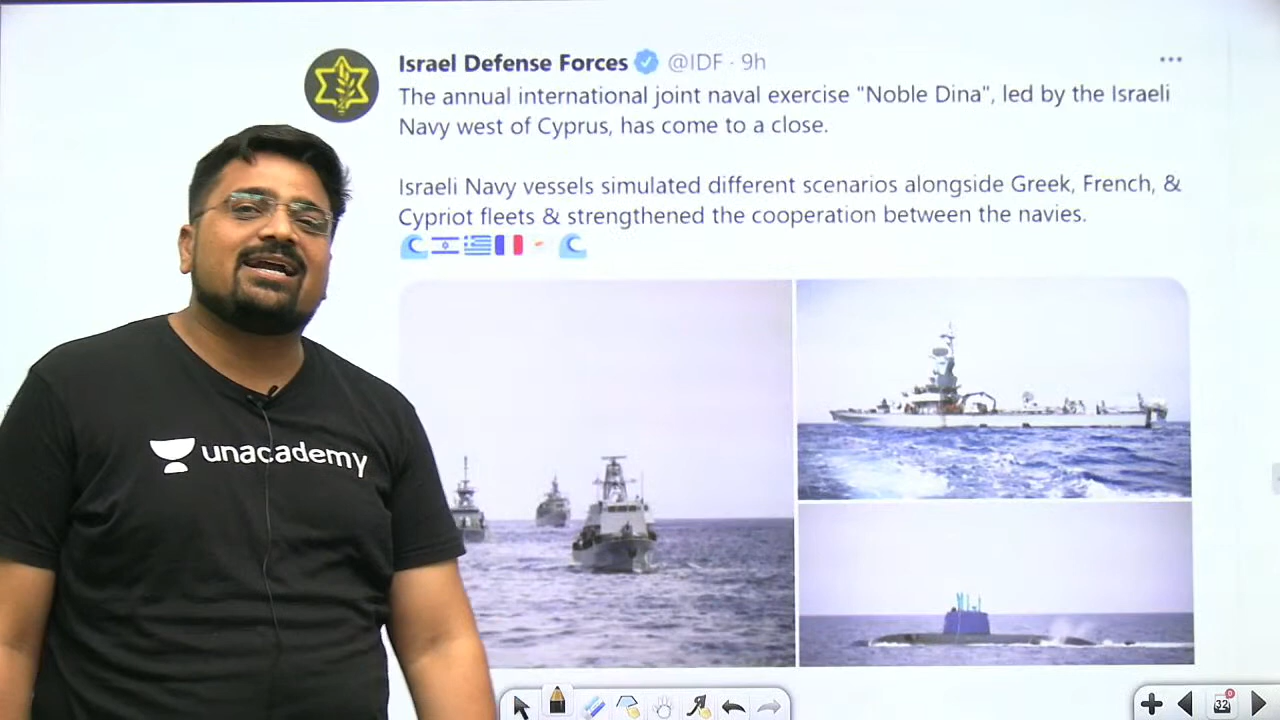 Israel Defense Forces @IDF · 9h
The annual international joint naval exercise "Noble Dina", led by the Israeli
Navy west of Cyprus, has come to a close.
Israeli Navy vessels simulated different scenarios alongside Greek, French, &
Cypriot fleets & strengthened the cooperation between the navies.
unacademy
32
0